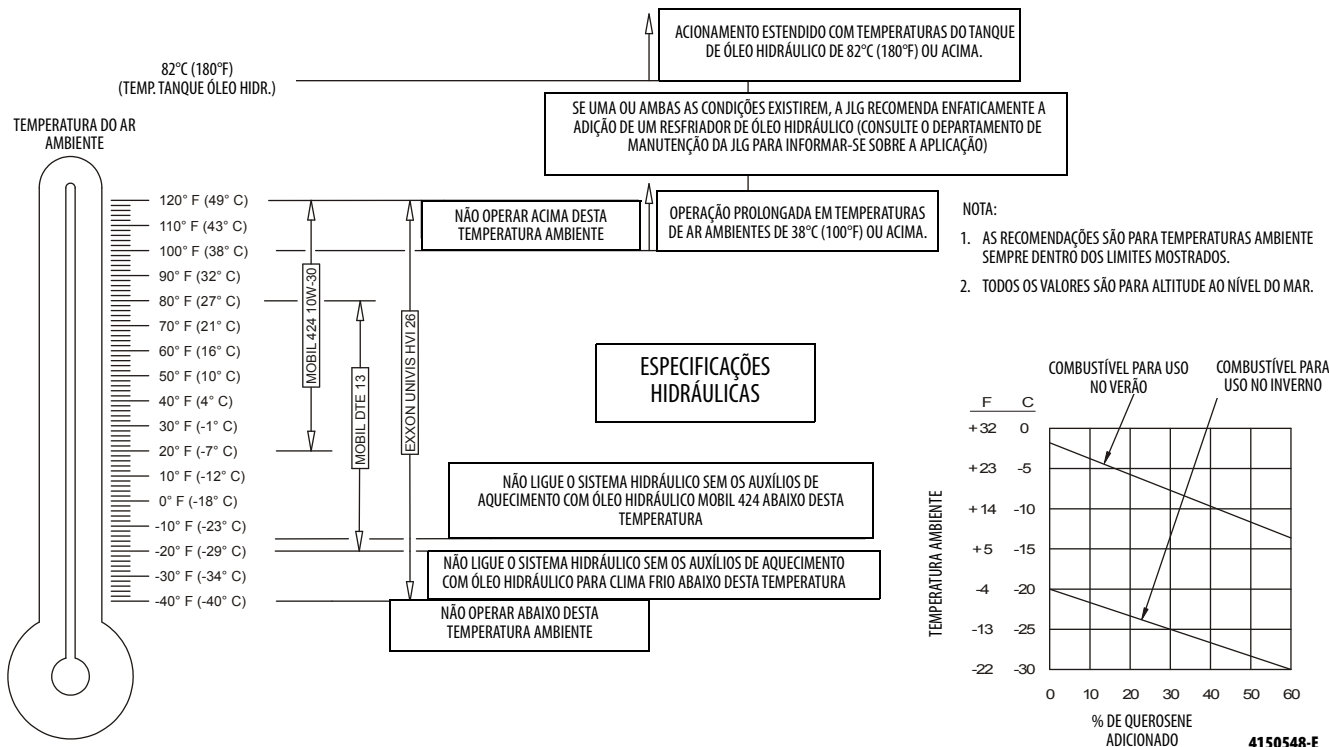 ACIONAMENTO ESTENDIDO COM TEMPERATURAS DO TANQUE
DE ÓLEO HIDRÁULICO DE 82°C (180°F) OU ACIMA.
82°C (180°F)
(TEMP. TANQUE ÓLEO HIDR.)
SE UMA OU AMBAS AS CONDIÇÕES EXISTIREM, A JLG RECOMENDA ENFATICAMENTE A
ADIÇÃO DE UM RESFRIADOR DE ÓLEO HIDRÁULICO (CONSULTE O DEPARTAMENTO DE
MANUTENÇÃO DA JLG PARA INFORMAR-SE SOBRE A APLICAÇÃO)
TEMPERATURA DO AR
AMBIENTE
120° F (49° C)
110° F (43° C)
100° F (38° C)
90° F (32° C)
80° F (27° C)
70° F (21° C)
60° F (16° C)
50° F (10° C)
40° F (4° C)
30° F (-1° C)
20° F (-7° C)
10° F (-12° C)
0° F (-18° C)
-10° F (-23° C)
-20° F (-29° C)
-30° F (-34° C)
-40° F (-40° C)
MOBIL 424 10W-30
MOBIL DTE 13
EXXON UNIVIS HVI 26
NÃO OPERAR ACIMA DESTA
TEMPERATURA AMBIENTE
OPERAÇÃO PROLONGADA EM TEMPERATURAS
DE AR AMBIENTES DE 38°C (100°F) OU ACIMA.
NOTA:
1. AS RECOMENDAÇÕES SÃO PARA TEMPERATURAS AMBIENTE
SEMPRE DENTRO DOS LIMITES MOSTRADOS.
2. TODOS OS VALORES SÃO PARA ALTITUDE AO NÍVEL DO MAR.
ESPECIFICAÇÕES
HIDRÁULICAS
NÃO LIGUE O SISTEMA HIDRÁULICO SEM OS AUXÍLIOS DE
AQUECIMENTO COM ÓLEO HIDRÁULICO MOBIL 424 ABAIXO DESTA
TEMPERATURA
NÃO LIGUE O SISTEMA HIDRÁULICO SEM OS AUXÍLIOS DE AQUECIMENTO
COM ÓLEO HIDRÁULICO PARA CLIMA FRIO ABAIXO DESTA TEMPERATURA
NÃO OPERAR ABAIXO DESTA
TEMPERATURA AMBIENTE
COMBUSTÍVEL PARA USO
NO VERÃO
COMBUSTÍVEL PARA
USO NO INVERNO
F C
+32 0
+23 -5
+14 -10
+5 -15
-4 -20
-13 -25
-22 -30
TEMPERATURA AMBIENTE
0 10 20 30 40 50 60
% DE QUEROSENE
ADICIONADO
4150548-E